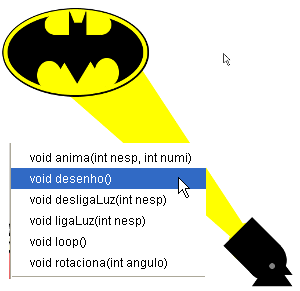 void anima(int nesp, int numi)
void desenho()
void desligaLuz(int nesp)
void ligaLuz(int nesp)
void loop()
void rotaciona(int angulo)